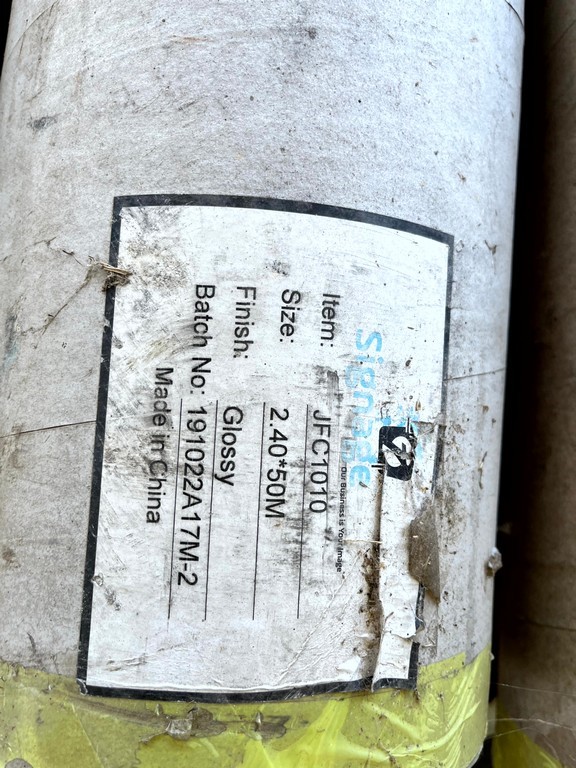 Signade
"Our Business is Your Image"
Item: JFC1010
Size: 2.40*50M
Finish: Glossy
Batch No: 191022A17M-2
Made in China